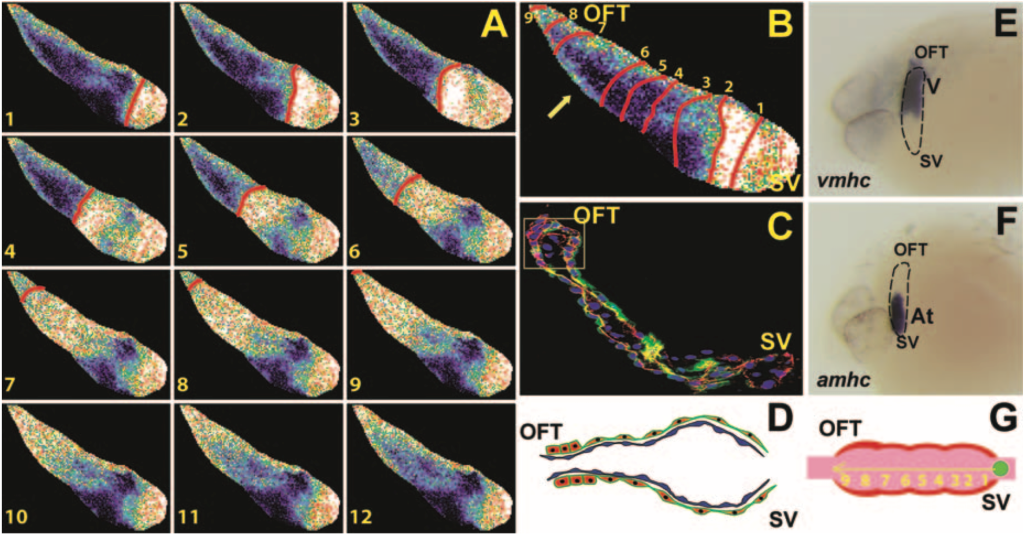 A
1
2
3
4
5
6
7
8
9
10
11
12
B
OFT
9
8
7
6
5
4
3
2
1
SV
C
OFT
SV
D
OFT
SV
E
OFT
V
SV
vmhc
F
OFT
At
SV
amhc
G
OFT
9 8 7 6 5 4 3 2 1
SV